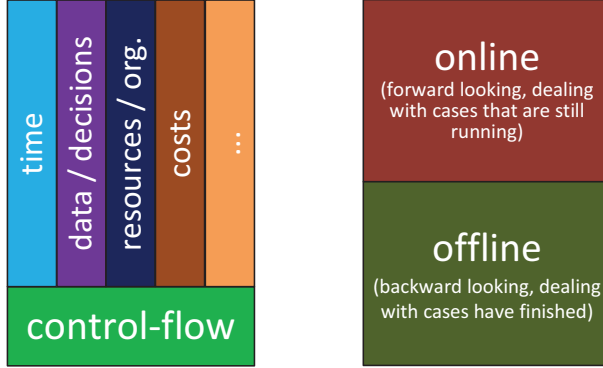 time
data / decisions
resources / org.
costs
...
control-flow
online
(forward looking, dealing
with cases that are still
running)
offline
(backward looking, dealing
with cases have finished)